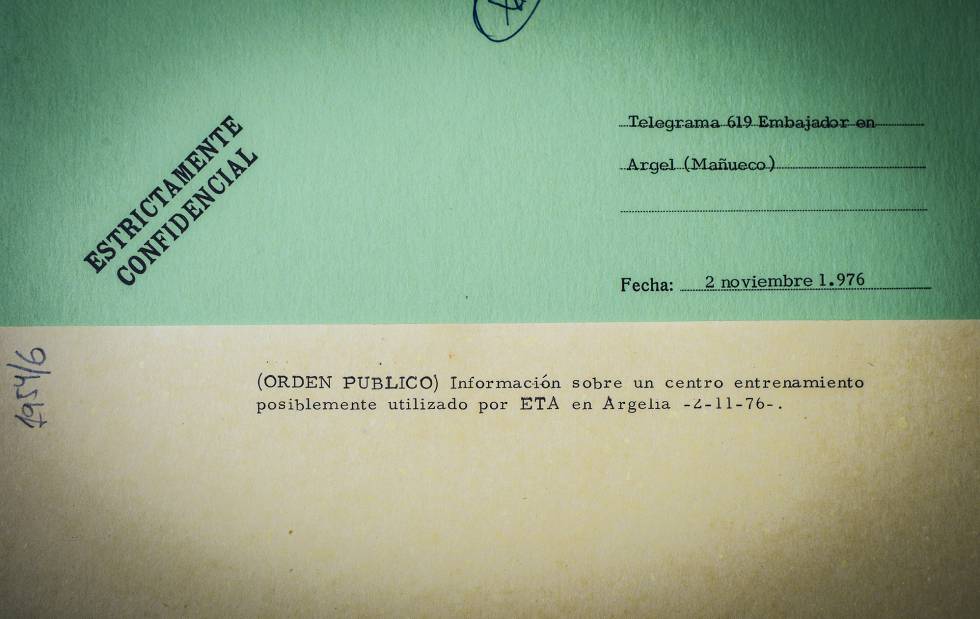 ESTRICTAMENTE
CONFIDENCIAL
Telegrama 619 Embajador en
Argel (Mañueco)
Fecha: 2 noviembre 1.976
1954/6
(ORDEN PUBLICO) Información sobre un centro entrenamiento
posiblemente utilizado por ETA en Argelia -2-11-76-.